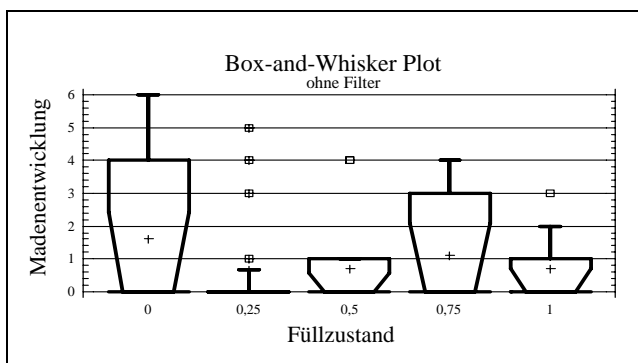 Box-and-Whisker Plot
ohne Filter
Madenentwicklung
6
5
4
3
2
1
0
0 0,25 0,5 0,75 1
Füllzustand